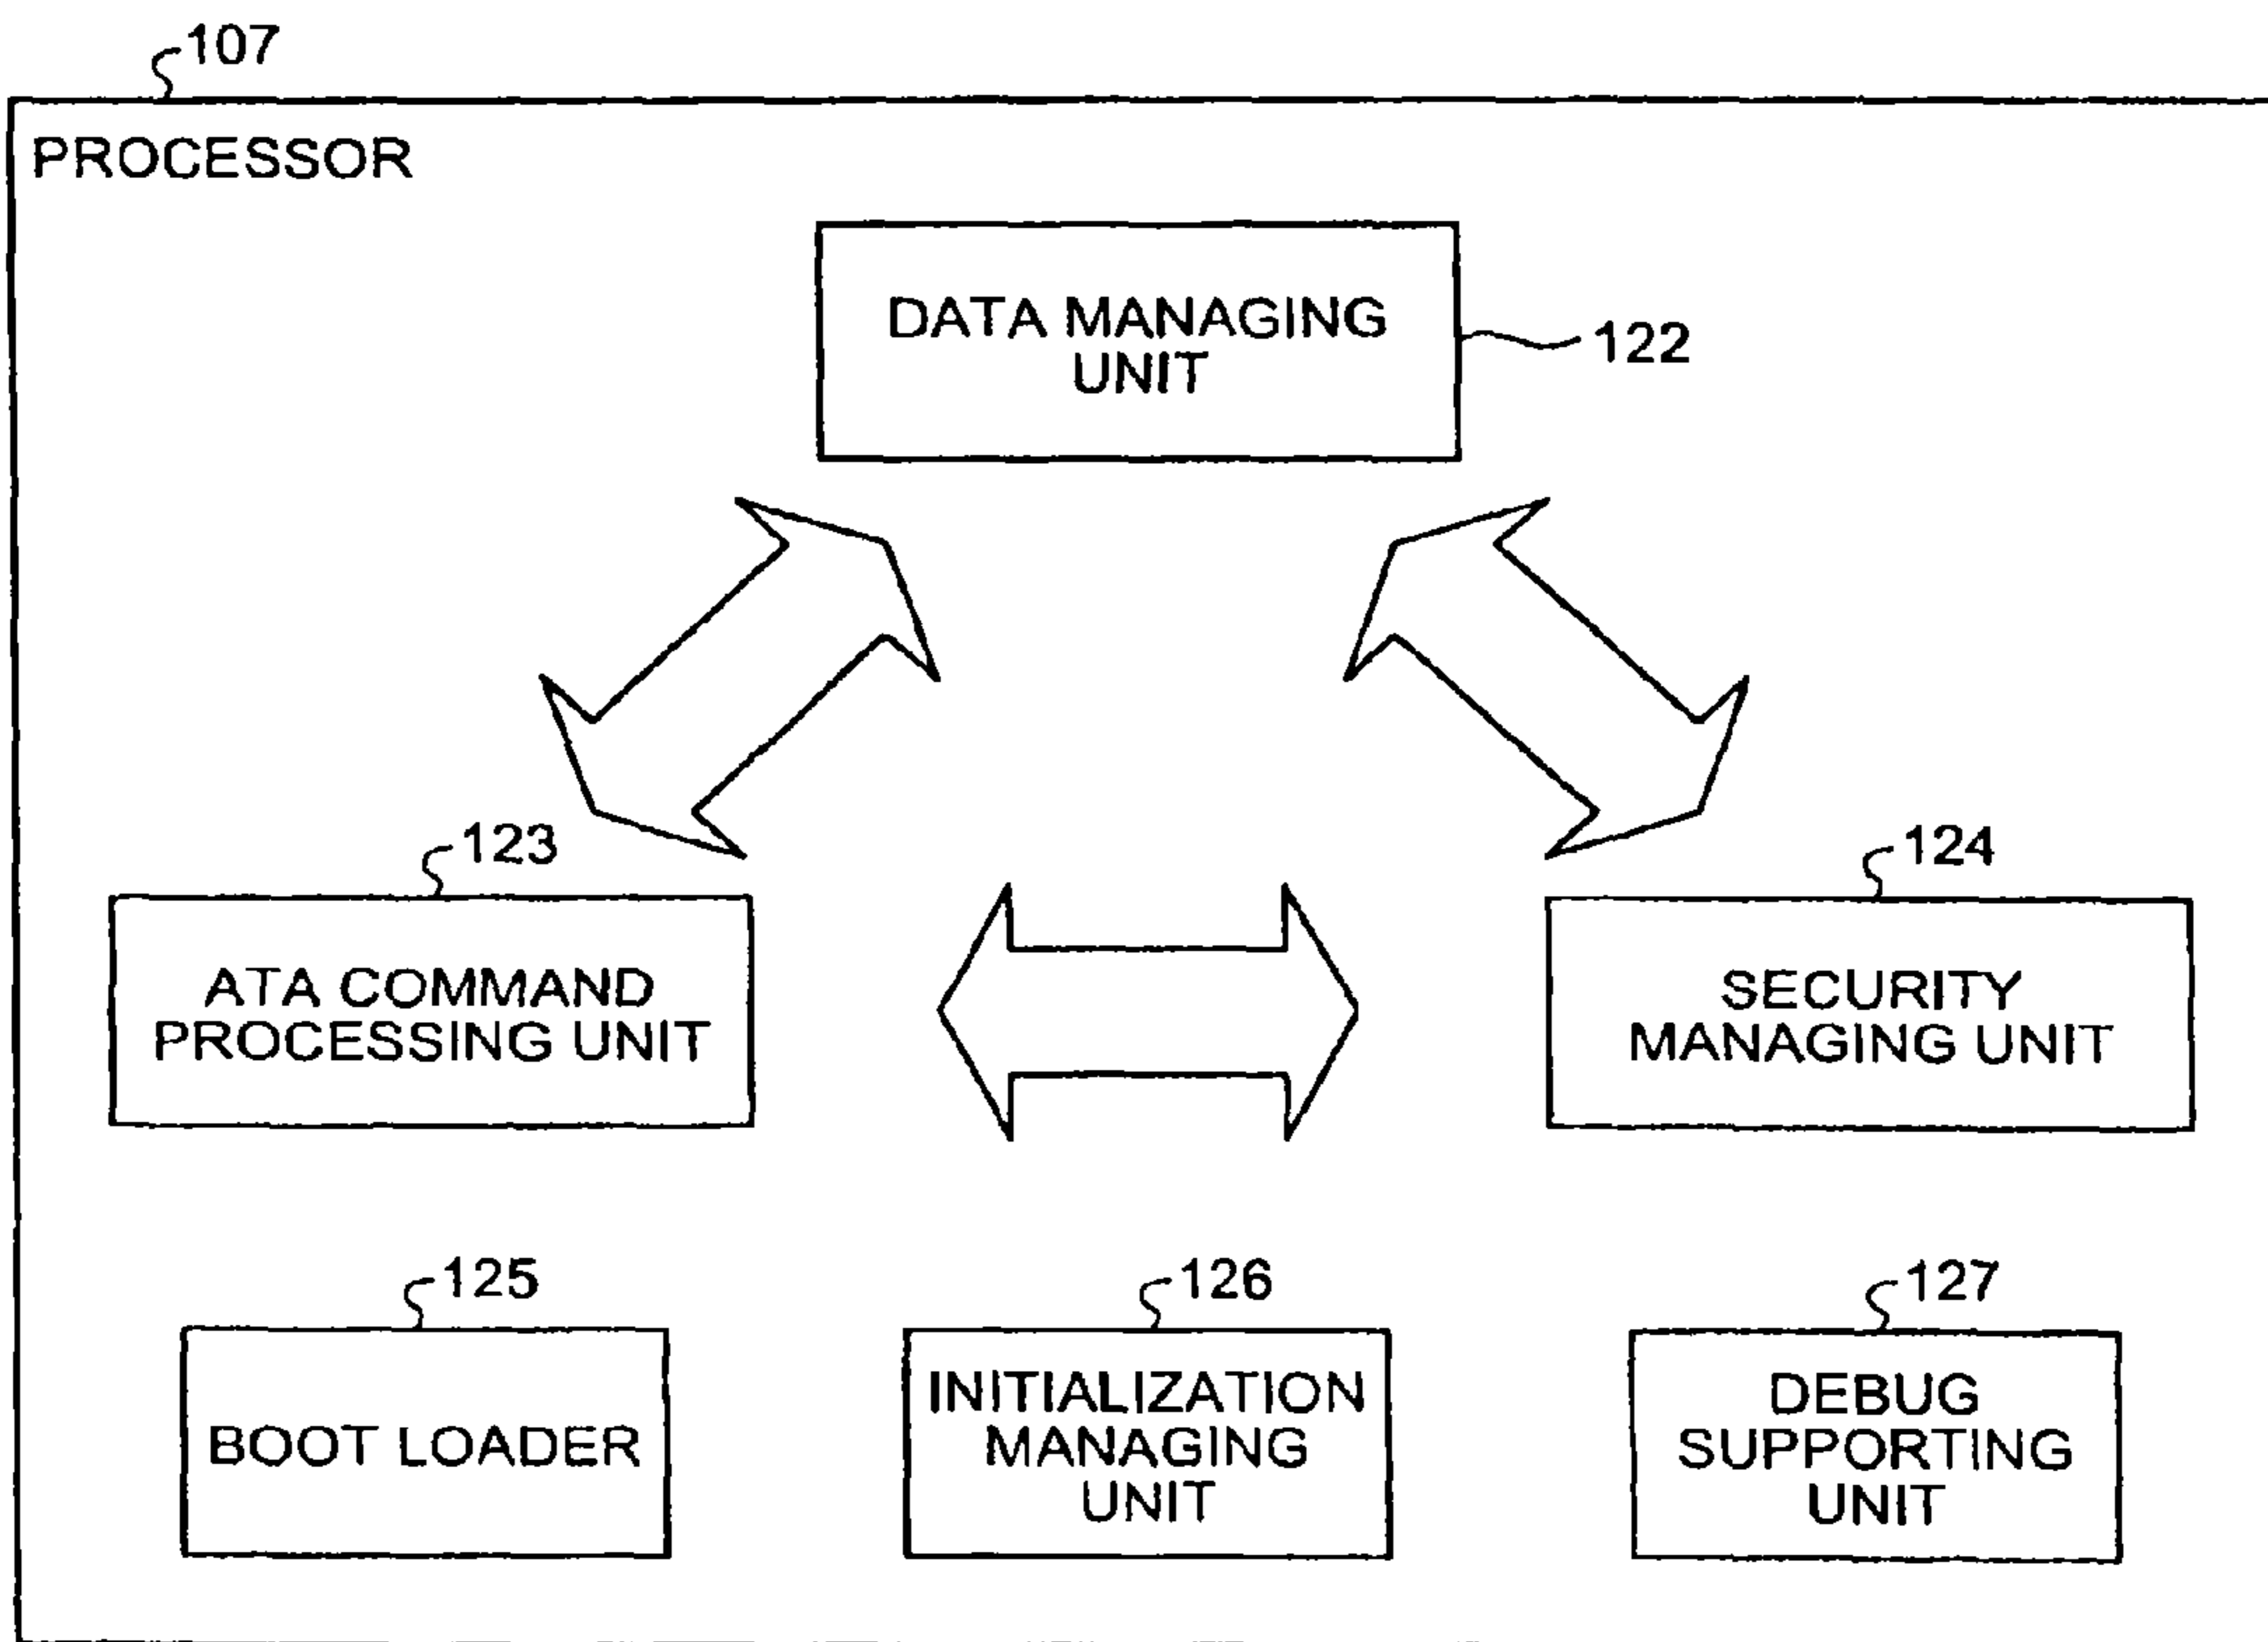 107
PROCESSOR
DATA MANAGING
UNIT
122
123
ATA COMMAND
PROCESSING UNIT
124
SECURITY
MANAGING UNIT
125
BOOT LOADER
126
INITIALIZATION
MANAGING
UNIT
127
DEBUG
SUPPORTING
UNIT